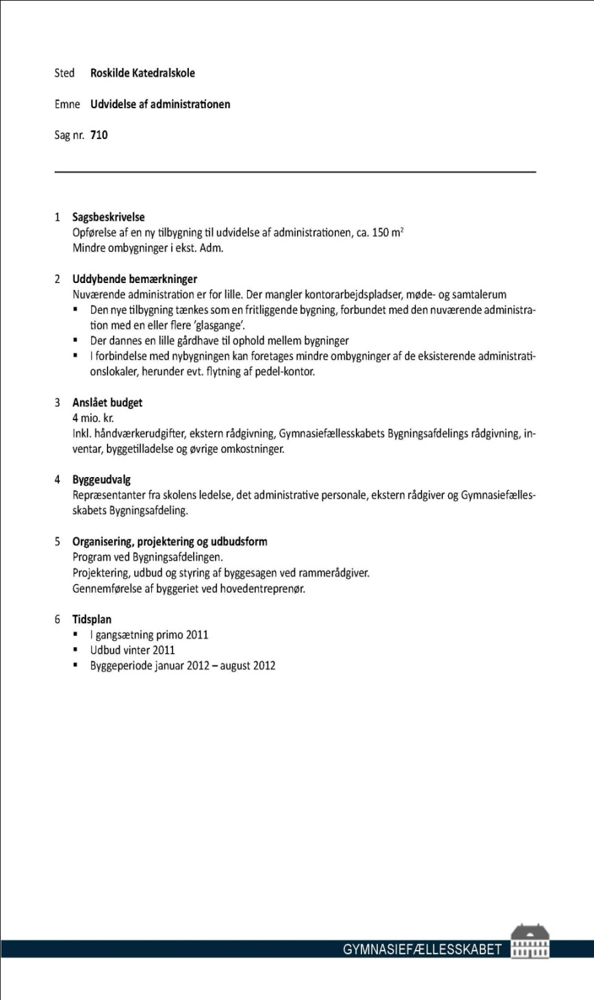 Sted Roskilde Katedralskole
Emne Udvidelse af administrationen
Sag nr. 710
1 Sagsbeskrivelse
Opførelse af en ny tilbygning til udvidelse af administrationen, ca. 150 m²
Mindre ombygninger i ekst. Adm.
2 Uddybende bemærkninger
Nuværende administration er for lille. Der mangler kontorarbejdspladser, møde- og samtalerum
▪ Den nye tilbygning tænkes som en fritliggende bygning, forbundet med den nuværende administra-
tion med en eller flere ‘glasgange’.
▪ Der dannes en lille gårdhave til ophold mellem bygninger
▪ I forbindelse med nybygningen kan foretages mindre ombygninger af de eksisterende administrati-
onslokaler, herunder evt. flytning af pedel-kontor.
3 Anslået budget
4 mio. kr.
Inkl. håndværkerudgifter, ekstern rådgivning, Gymnasiefællesskabets Bygningsafdelings rådgivning, in-
ventar, byggetilladelse og øvrige omkostninger.
4 Byggeudvalg
Repræsentanter fra skolens ledelse, det administrative personale, ekstern rådgiver og Gymnasiefælles-
skabets Bygningsafdeling.
5 Organisering, projektering og udbudsform
Program ved Bygningsafdelingen.
Projektering, udbud og styring af byggesagen ved rammerådgiver.
Gennemførelse af byggeriet ved hovedentreprenør.
6 Tidsplan
▪ I gangsætning primo 2011
▪ Udbud vinter 2011
▪ Byggeperiode januar 2012 – august 2012
GYMNASIEFÆLLESSKABET